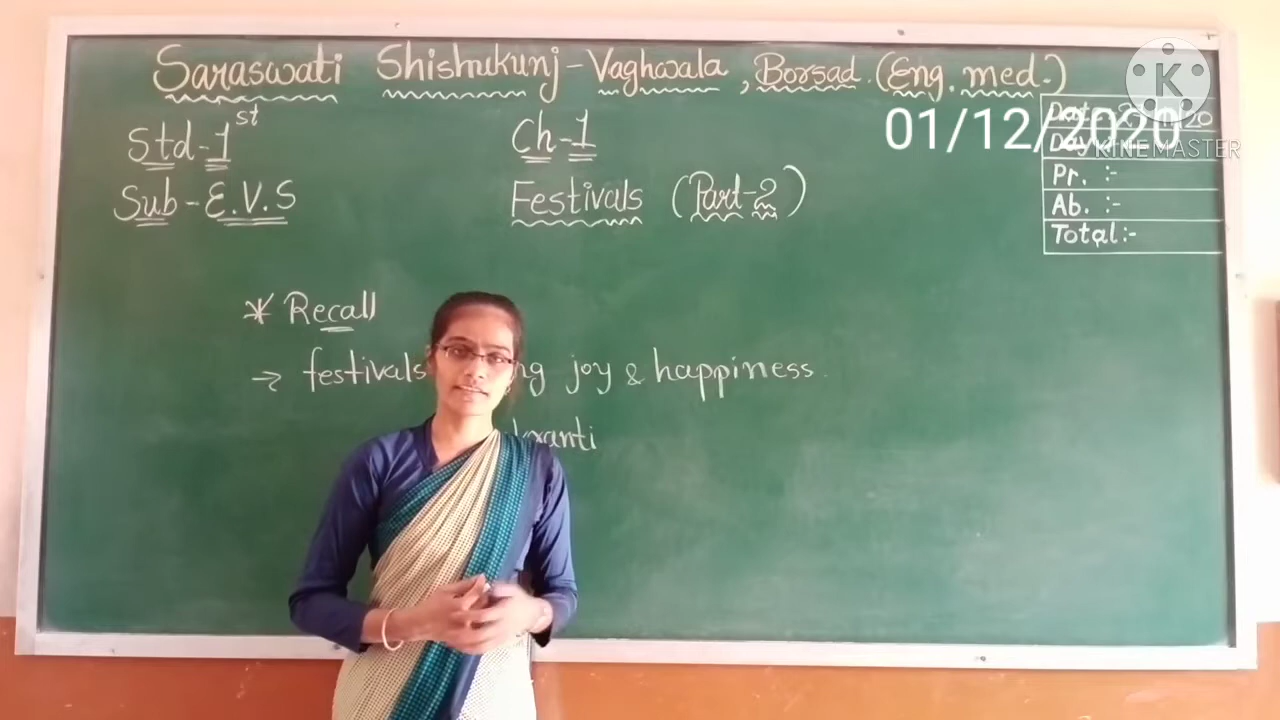 Saraswati Shishukunj - Vaghwala , Borsad. (Eng. med.)
Std - 1st
Ch - 1
01/12/2020
K
KINEMASTER
Sub - E.V.S
Festivals (Part-2)
Pr. :-
Ab. :-
Total:-
* Recall
→ festivals joy & happiness.